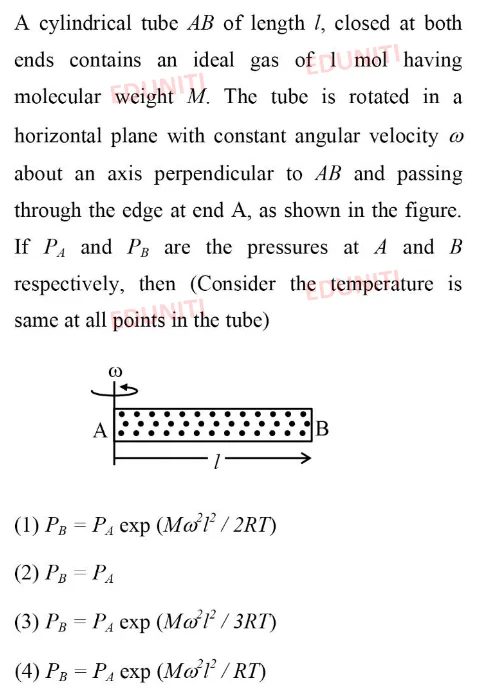 A cylindrical tube AB of length l, closed at both
ends contains an ideal gas of 1 mol having
molecular weight M. The tube is rotated in a
horizontal plane with constant angular velocity ω
about an axis perpendicular to AB and passing
through the edge at end A, as shown in the figure.
If P_A and P_B are the pressures at A and B
respectively, then (Consider the temperature is
same at all points in the tube)
EDUNITI
EDUNITI
EDUNITI
EDUNITI
ω
A B
l
(1) P_B = P_A exp (Mω²l² / 2RT)
(2) P_B = P_A
(3) P_B = P_A exp (Mω²l² / 3RT)
(4) P_B = P_A exp (Mω²l² / RT)